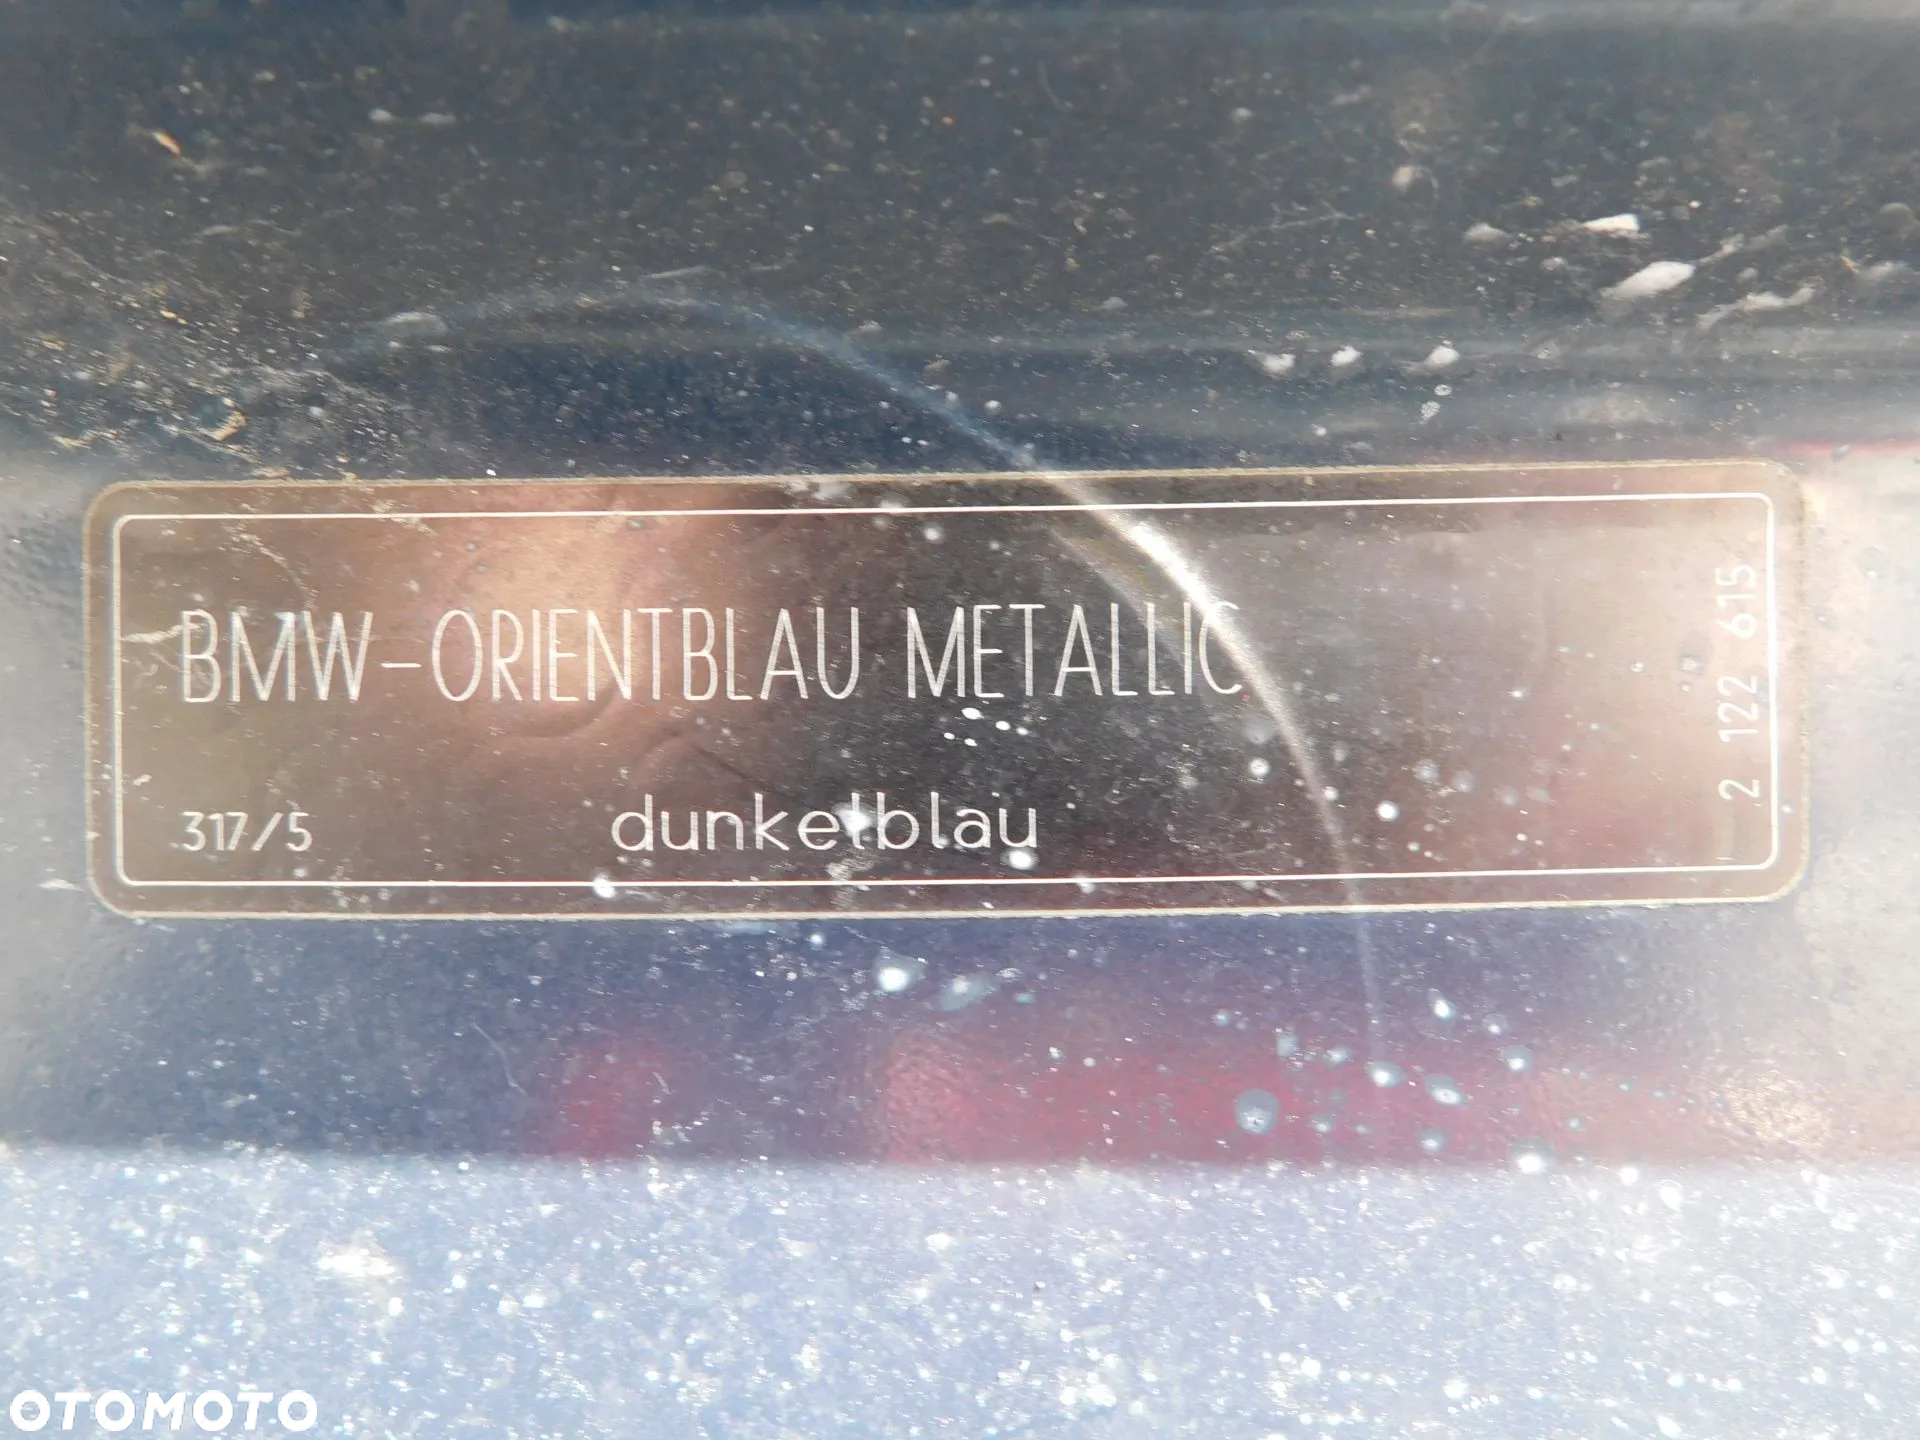 BMW-ORIENTBLAU METALLIC
317/5 dunkelblau
2 122 615
OTOMOTO